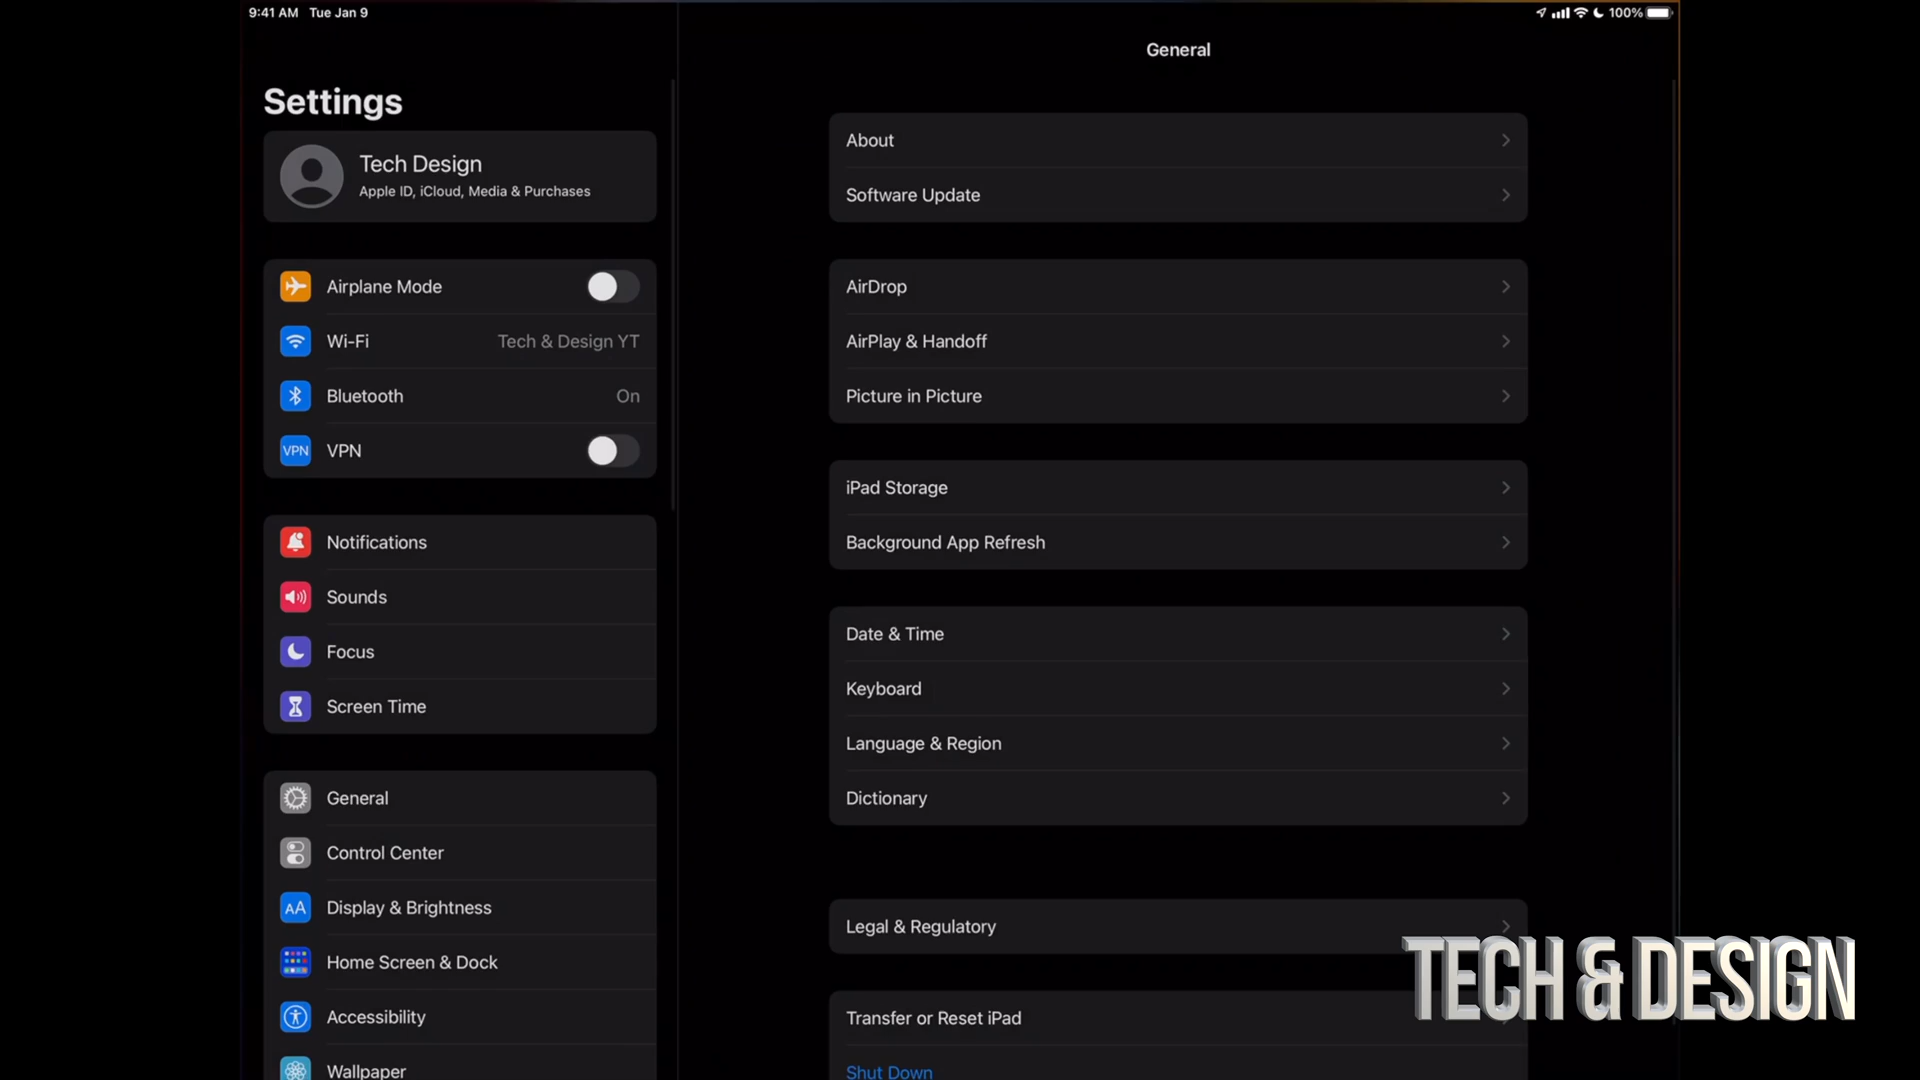 9:41 AM Tue Jan 9
100%
Settings
Tech Design
Apple ID, iCloud, Media & Purchases
Airplane Mode
Wi-Fi Tech & Design YT
Bluetooth On
VPN VPN
Notifications
Sounds
Focus
Screen Time
General
Control Center
AA Display & Brightness
Home Screen & Dock
Accessibility
Wallpaper
General
About
Software Update
AirDrop
AirPlay & Handoff
Picture in Picture
iPad Storage
Background App Refresh
Date & Time
Keyboard
Language & Region
Dictionary
Legal & Regulatory
Transfer or Reset iPad
Shut Down
TECH & DESIGN